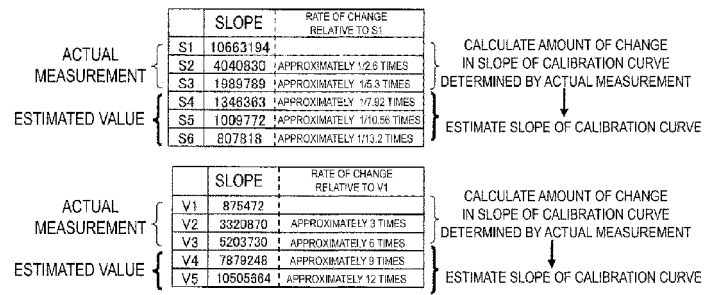 SLOPE RATE OF CHANGE RELATIVE TO S1
S1 10663194
S2 4040830 APPROXIMATELY 1/2.6 TIMES
S3 1989789 APPROXIMATELY 1/5.3 TIMES
S4 1346363 APPROXIMATELY 1/7.92 TIMES
S5 1009772 APPROXIMATELY 1/10.56 TIMES
S6 807818 APPROXIMATELY 1/13.2 TIMES
ACTUAL
MEASUREMENT
ESTIMATED VALUE
CALCULATE AMOUNT OF CHANGE
IN SLOPE OF CALIBRATION CURVE
DETERMINED BY ACTUAL MEASUREMENT
ESTIMATE SLOPE OF CALIBRATION CURVE
SLOPE RATE OF CHANGE RELATIVE TO V1
V1 875472
V2 3320870 APPROXIMATELY 3 TIMES
V3 5203730 APPROXIMATELY 6 TIMES
V4 7879248 APPROXIMATELY 9 TIMES
V5 10505664 APPROXIMATELY 12 TIMES
ACTUAL
MEASUREMENT
ESTIMATED VALUE
CALCULATE AMOUNT OF CHANGE
IN SLOPE OF CALIBRATION CURVE
DETERMINED BY ACTUAL MEASUREMENT
ESTIMATE SLOPE OF CALIBRATION CURVE